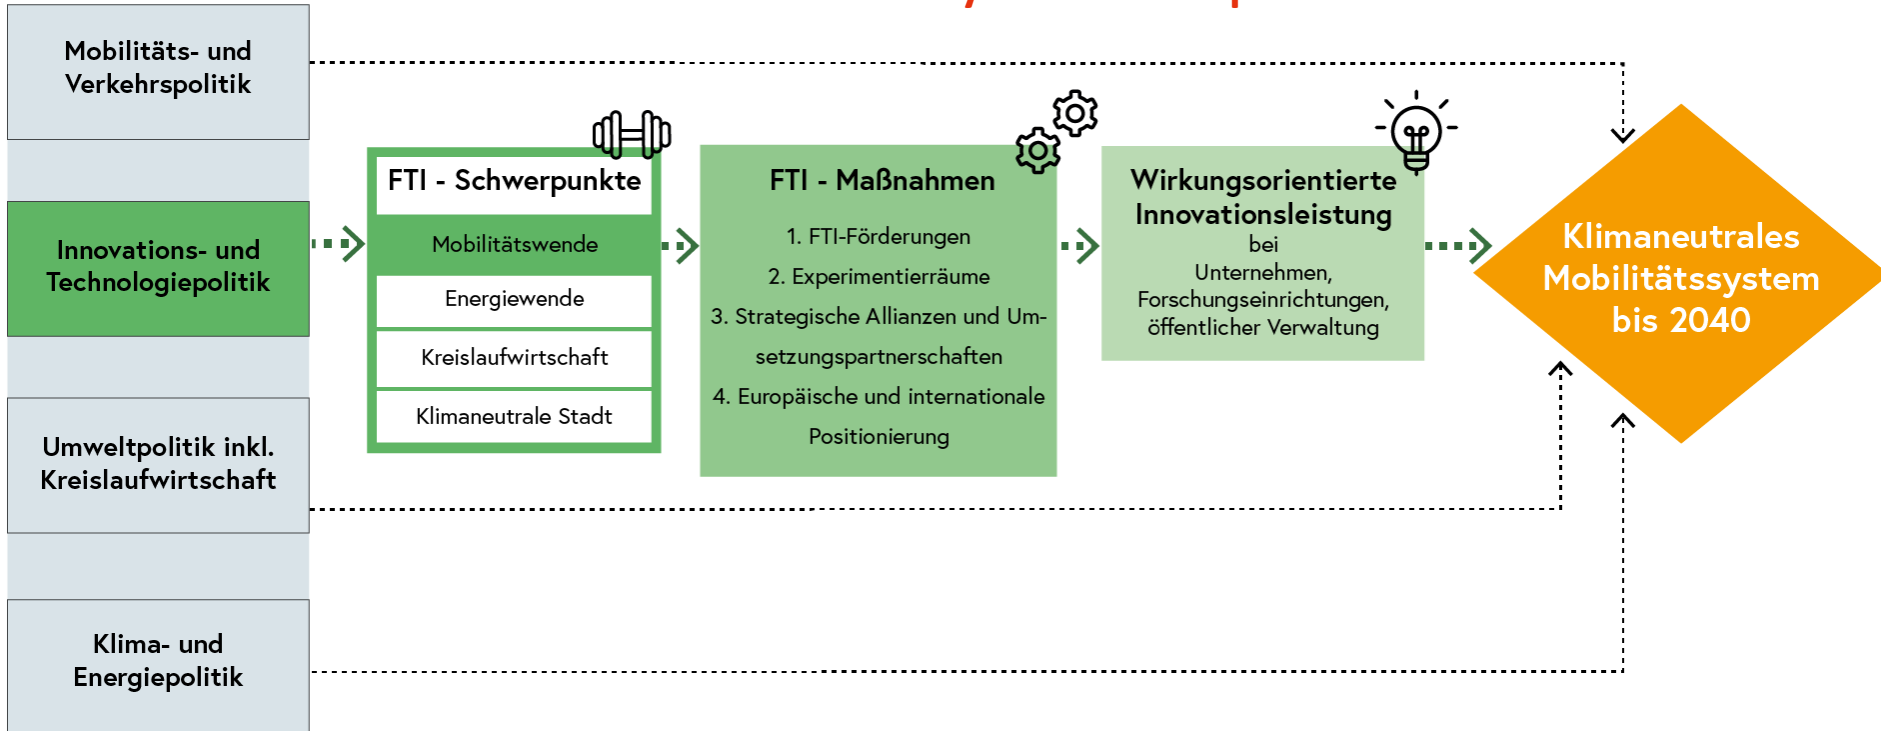 Mobilitäts- und
Verkehrspolitik
Innovations- und
Technologiepolitik
Umweltpolitik inkl.
Kreislaufwirtschaft
Klima- und
Energiepolitik
FTI - Schwerpunkte
Mobilitätswende
Energiewende
Kreislaufwirtschaft
Klimaneutrale Stadt
FTI - Maßnahmen
1. FTI-Förderungen
2. Experimentierräume
3. Strategische Allianzen und Um-
setzungspartnerschaften
4. Europäische und internationale
Positionierung
Wirkungsorientierte
Innovationsleistung
bei
Unternehmen,
Forschungseinrichtungen,
öffentlicher Verwaltung
Klimaneutrales
Mobilitätssystem
bis 2040